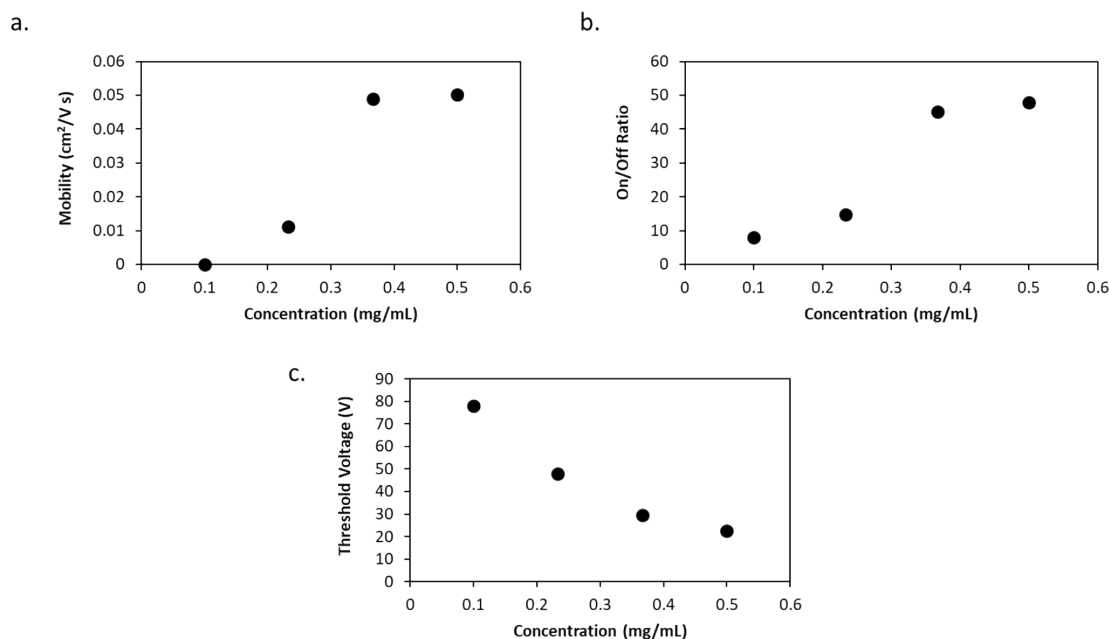 a.
0.06
0.05
0.04
0.03
0.02
0.01
0
Mobility (cm²/V s)
0 0.1 0.2 0.3 0.4 0.5 0.6
Concentration (mg/mL)
b.
60
50
40
30
20
10
0
On/Off Ratio
0 0.1 0.2 0.3 0.4 0.5 0.6
Concentration (mg/mL)
c.
90
80
70
60
50
40
30
20
10
0
Threshold Voltage (V)
0 0.1 0.2 0.3 0.4 0.5 0.6
Concentration (mg/mL)